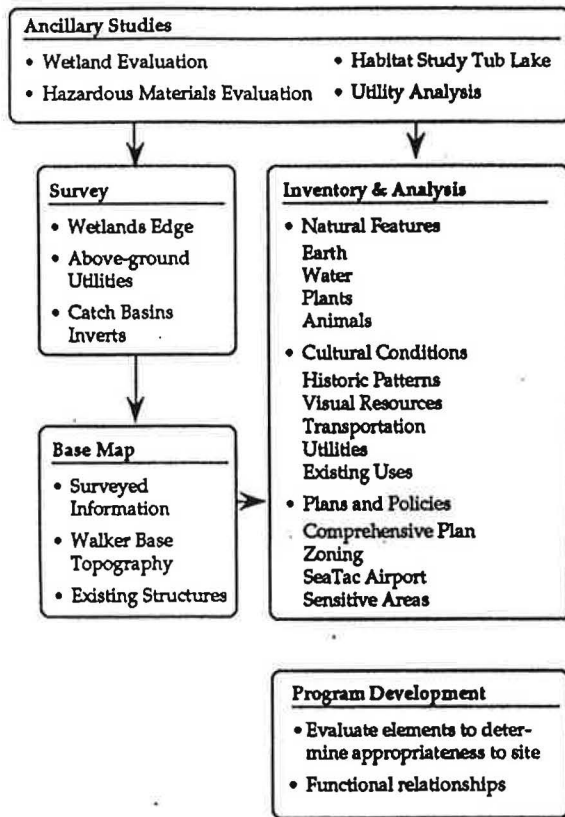 Ancillary Studies
• Wetland Evaluation
• Hazardous Materials Evaluation
• Habitat Study Tub Lake
• Utility Analysis
Survey
• Wetlands Edge
• Above-ground
Utilities
• Catch Basins
Inverts
Base Map
• Surveyed
Information
• Walker Base
Topography
• Existing Structures
Inventory & Analysis
• Natural Features
Earth
Water
Plants
Animals
• Cultural Conditions
Historic Patterns
Visual Resources
Transportation
Utilities
Existing Uses
• Plans and Policies
Comprehensive Plan
Zoning
SeaTac Airport
Sensitive Areas
Program Development
• Evaluate elements to deter-
mine appropriateness to site
• Functional relationships